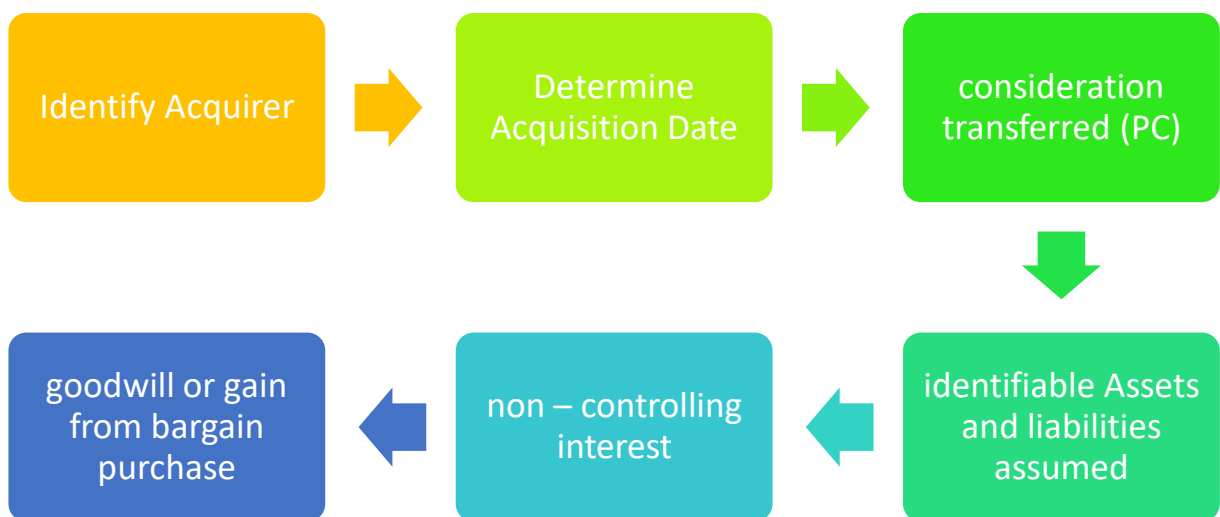 Identify Acquirer
Determine
Acquisition Date
consideration
transferred (PC)
identifiable Assets
and liabilities
assumed
non – controlling
interest
goodwill or gain
from bargain
purchase